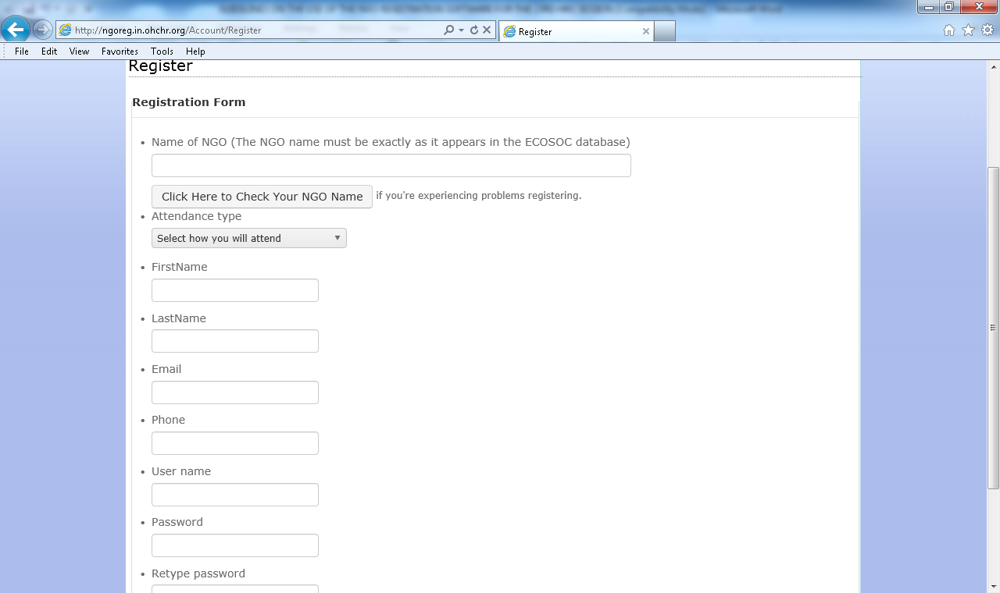 http://ngoreg.in.ohchr.org/Account/Register
Register
File Edit View Favorites Tools Help
Register
Registration Form
Name of NGO (The NGO name must be exactly as it appears in the ECOSOC database)
Click Here to Check Your NGO Name if you're experiencing problems registering.
Attendance type
Select how you will attend
FirstName
LastName
Email
Phone
User name
Password
Retype password